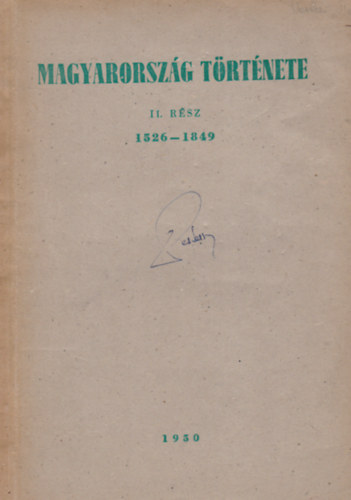 MAGYARORSZÁG TÖRTÉNETE
II. RÉSZ
1526–1849
1950